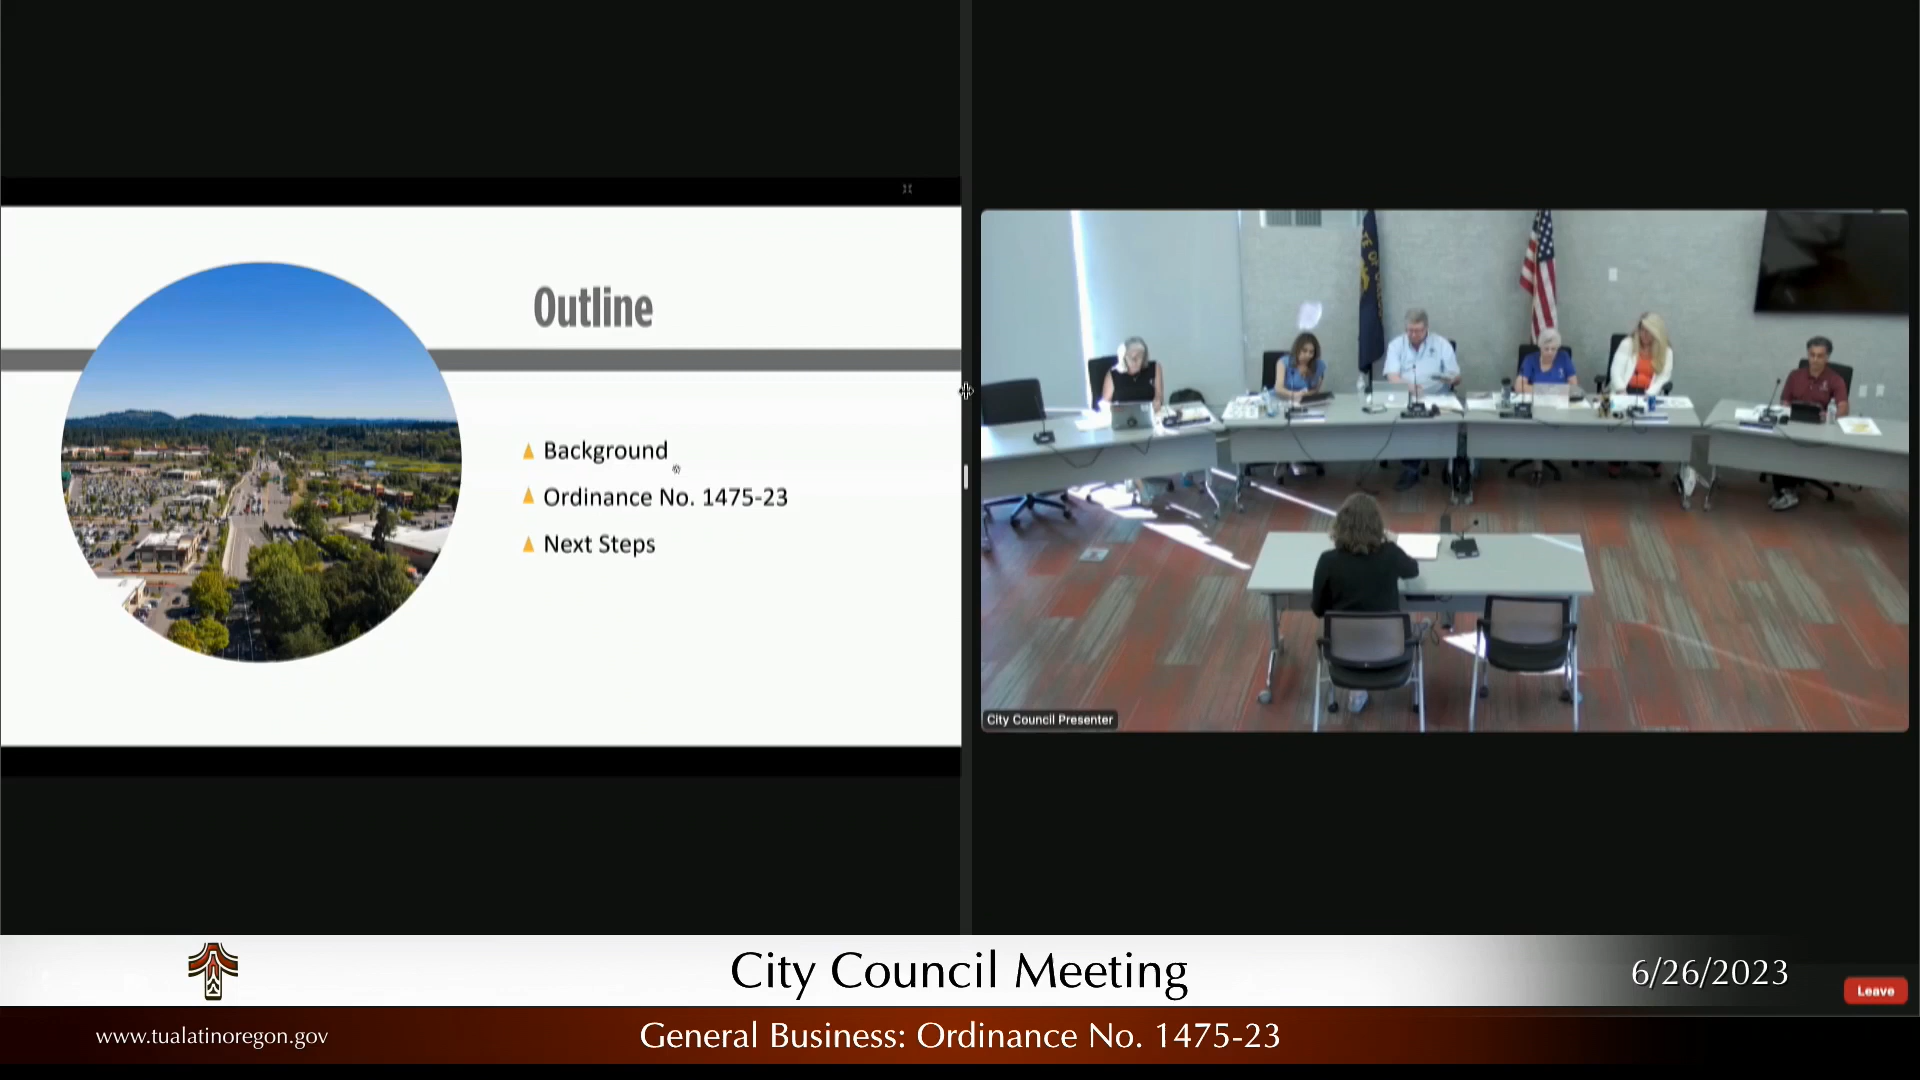 Outline
Background
Ordinance No. 1475-23
Next Steps
City Council Presenter
City Council Meeting
6/26/2023
Leave
www.tualatinoregon.gov
General Business: Ordinance No. 1475-23